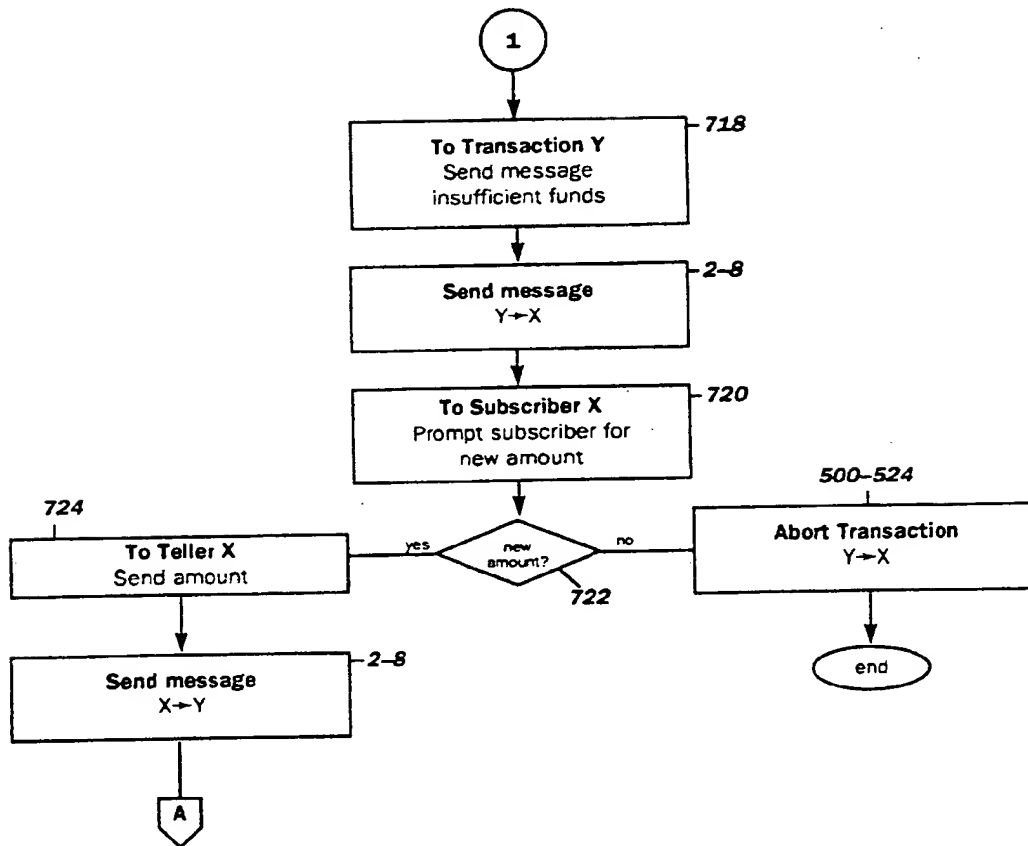 1
718
To Transaction Y
Send message
insufficient funds
2-8
Send message
Y→X
720
To Subscriber X
Prompt subscriber for
new amount
724
To Teller X
Send amount
yes
new
amount?
no
722
500-524
Abort Transaction
Y→X
end
2-8
Send message
X→Y
A